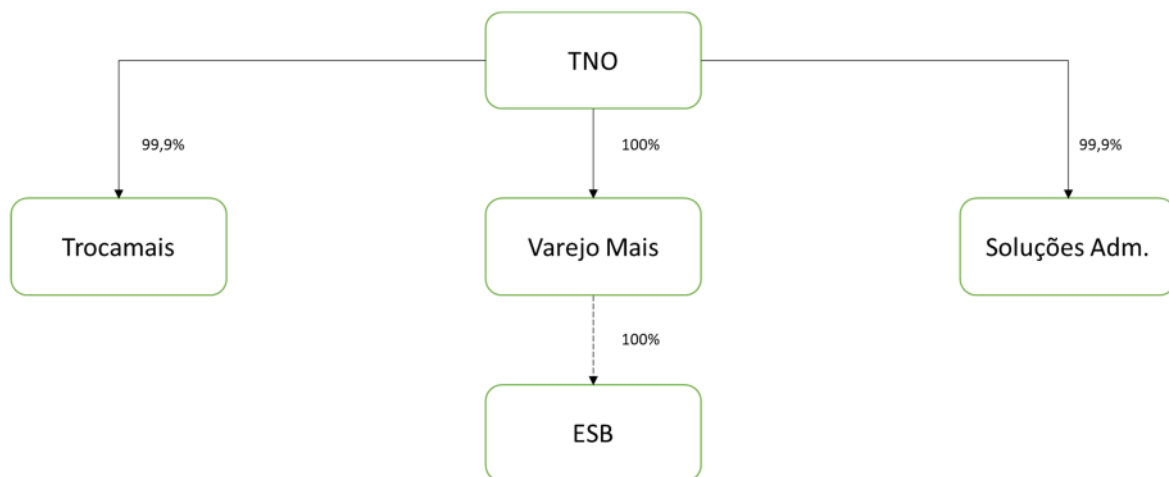 TNO
99,9%
100%
99,9%
Trocamais
Varejo Mais
Soluções Adm.
100%
ESB